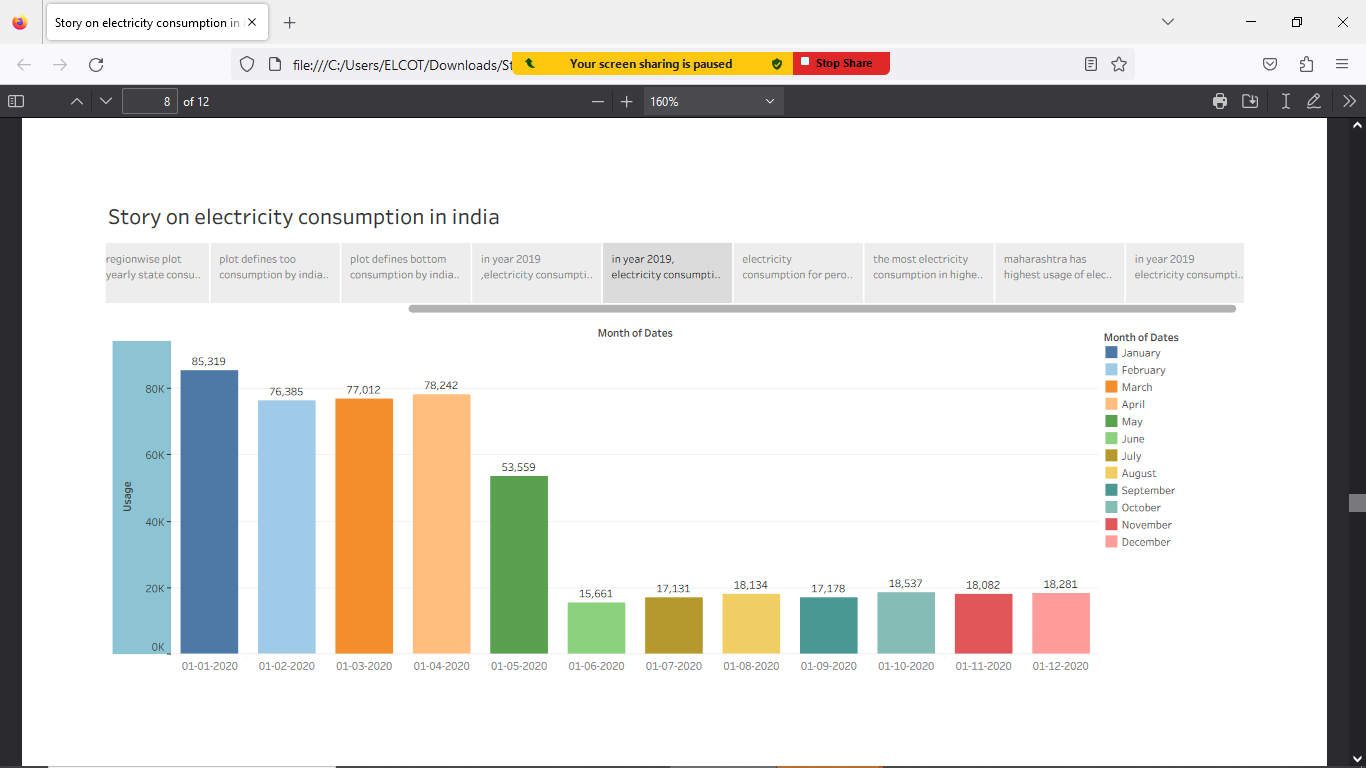 Story on electricity consumption in
file:///C:/Users/ELCOT/Downloads/St
Your screen sharing is paused
Stop Share
8 of 12
160%
Story on electricity consumption in india
regionwise plot
yearly state consu..
plot defines too
consumption by india..
plot defines bottom
consumption by india..
in year 2019
,electricity consumpti..
in year 2019,
electricity consumpti..
electricity
consumption for pero..
the most electricity
consumption in highe..
maharashtra has
highest usage of elec..
in year 2019
electricity consumpti..
Month of Dates
Usage
80K
60K
40K
20K
0K
85,319
76,385
77,012
78,242
53,559
15,661
17,131
18,134
17,178
18,537
18,082
18,281
01-01-2020
01-02-2020
01-03-2020
01-04-2020
01-05-2020
01-06-2020
01-07-2020
01-08-2020
01-09-2020
01-10-2020
01-11-2020
01-12-2020
Month of Dates
January
February
March
April
May
June
July
August
September
October
November
December